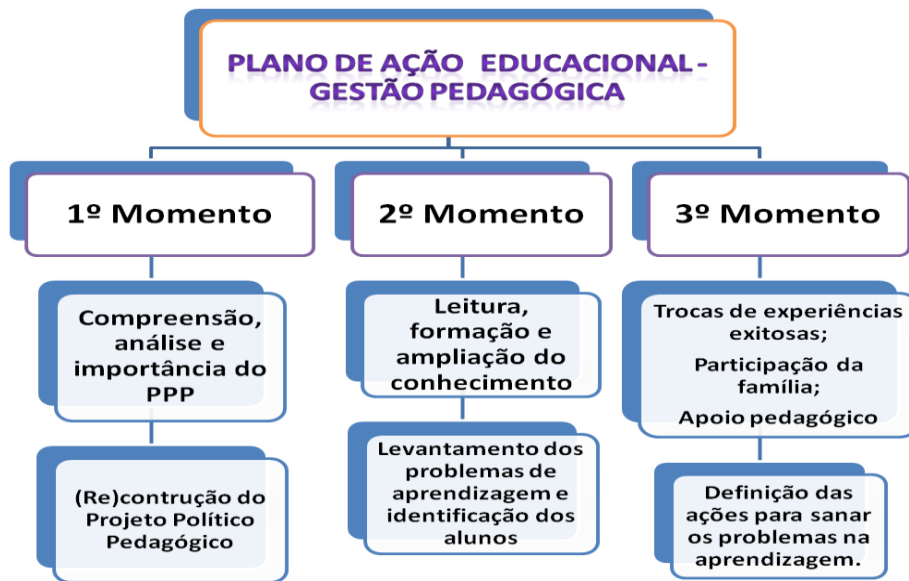 PLANO DE AÇÃO EDUCACIONAL -
GESTÃO PEDAGÓGICA
1º Momento
2º Momento
3º Momento
Compreensão,
análise e
importância do
PPP
Leitura,
formação e
ampliação do
conhecimento
Trocas de experiências
exitosas;
Participação da
família;
Apoio pedagógico
(Re)contrução do
Projeto Político
Pedagógico
Levantamento dos
problemas de
aprendizagem e
identificação dos
alunos
Definição das
ações para sanar
os problemas na
aprendizagem.